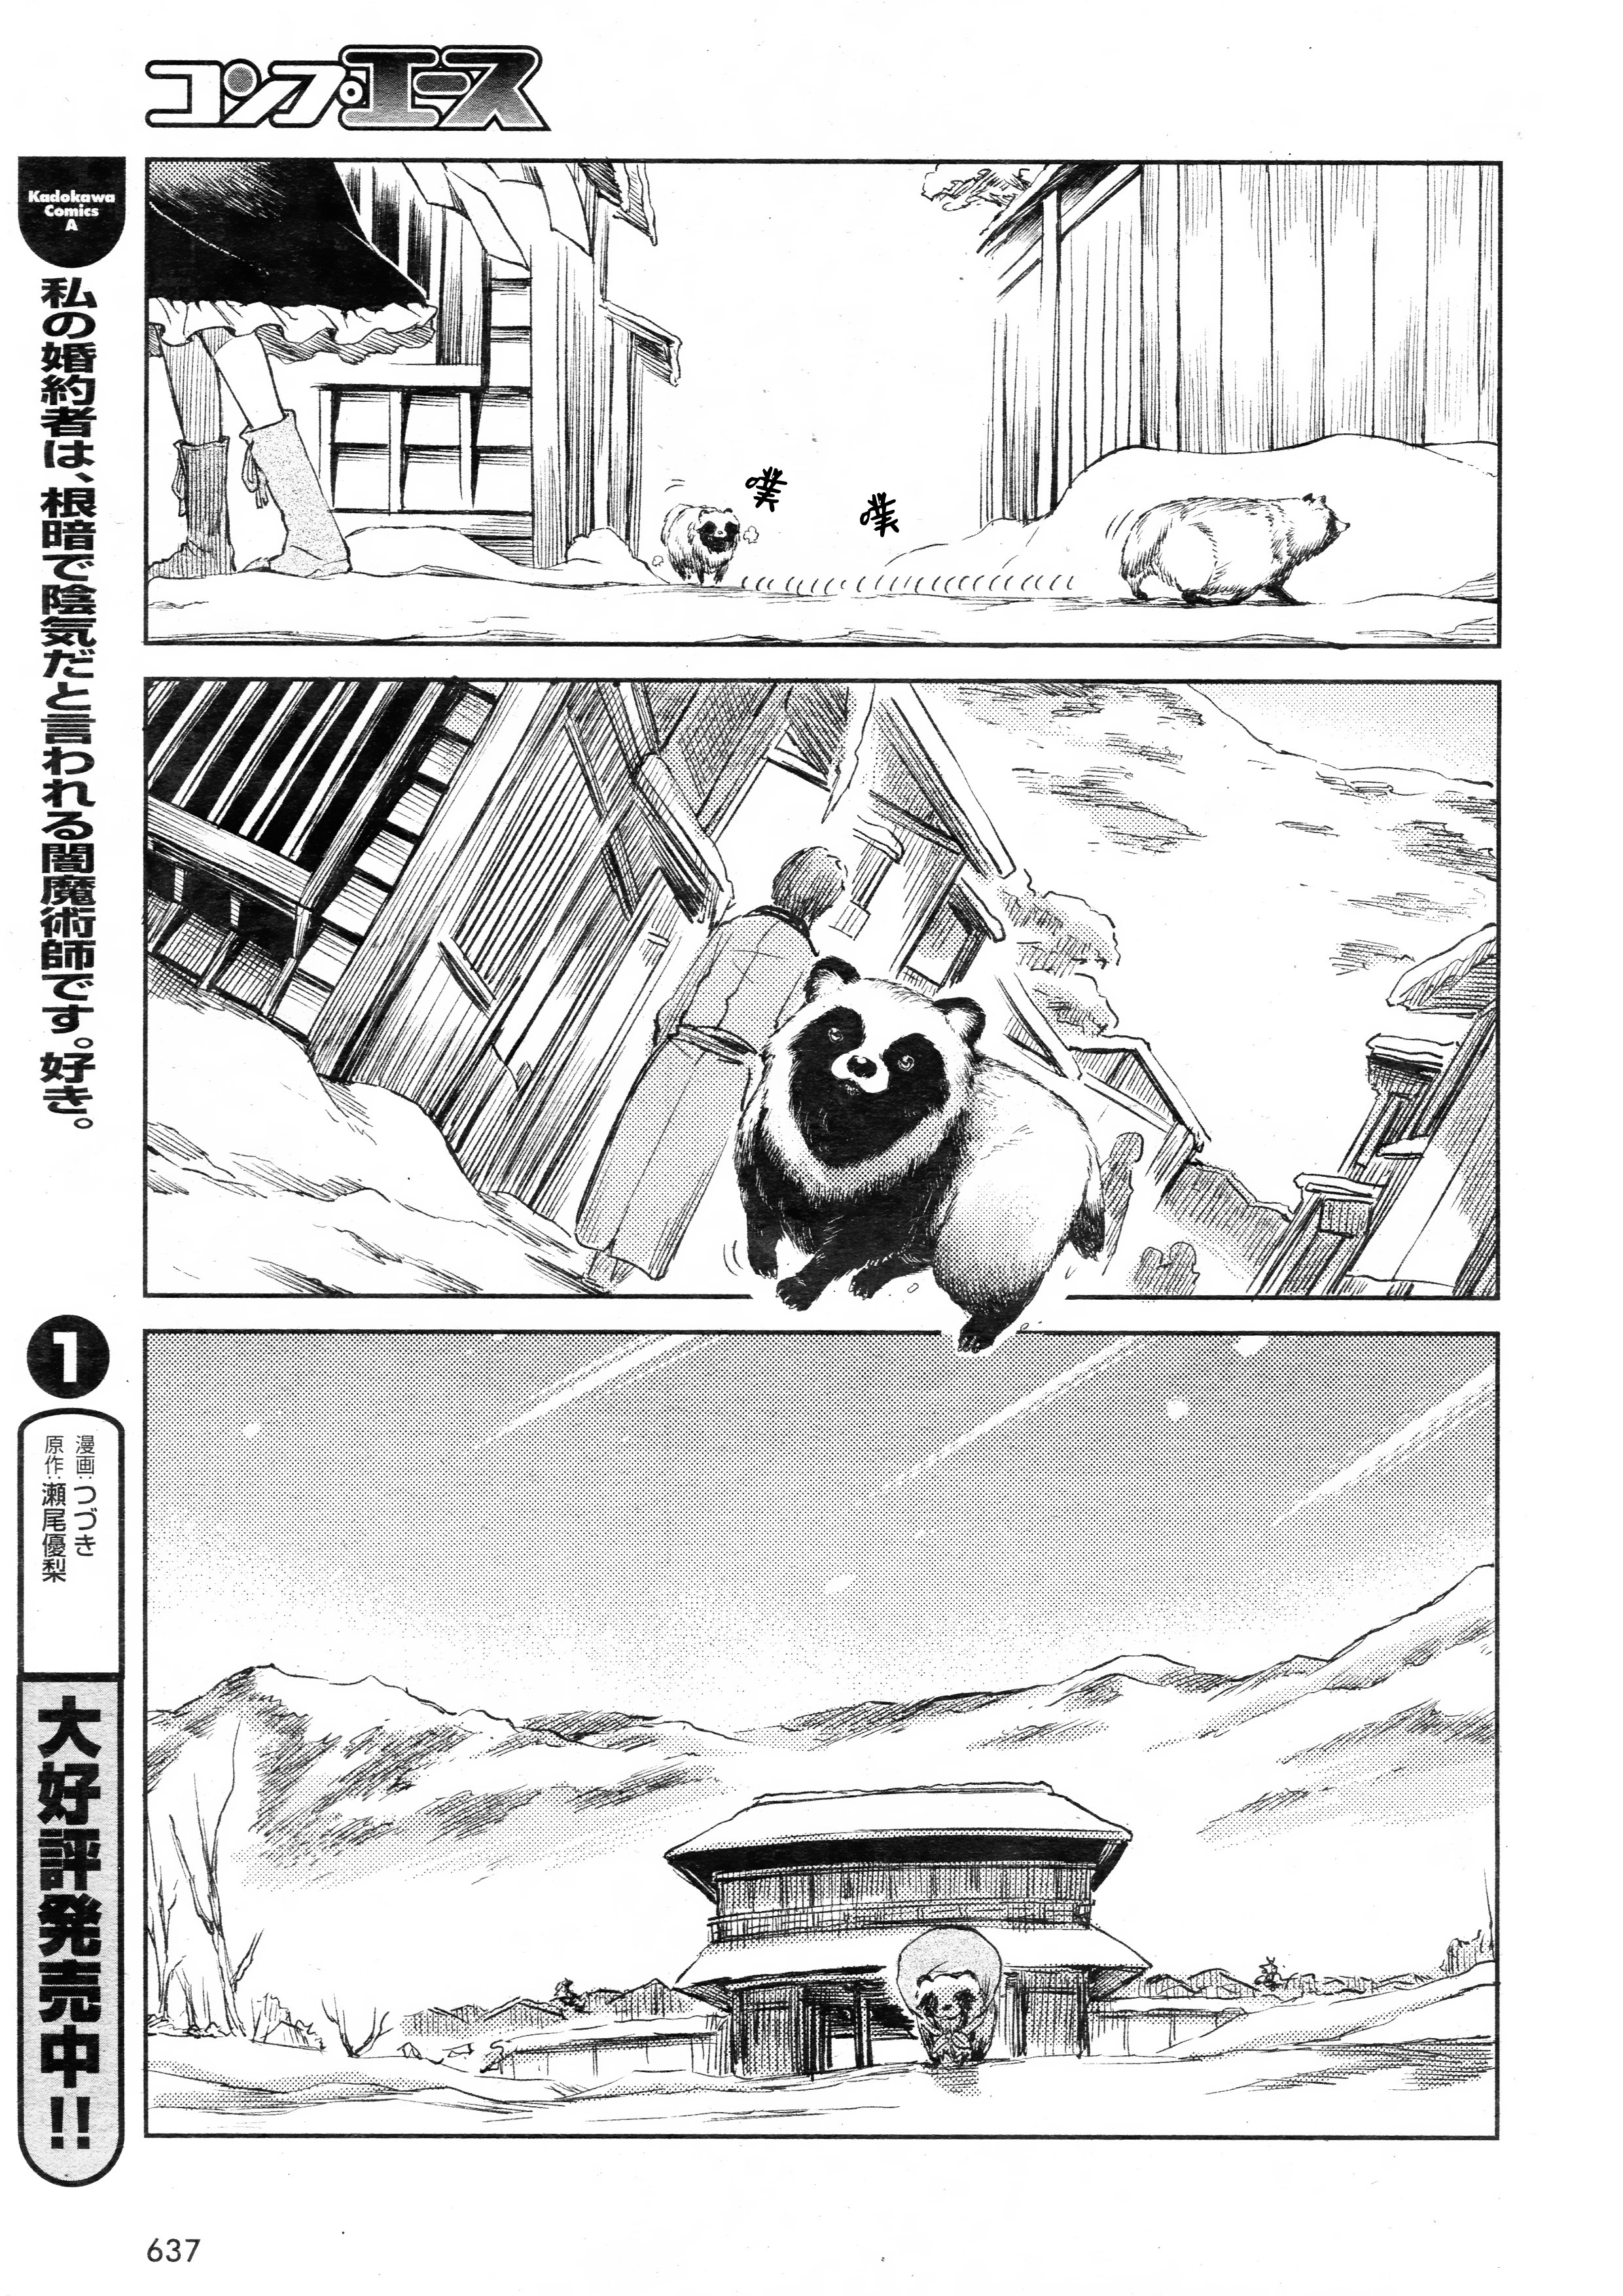 コンプエース
Kadokawa
Comics
A
私の婚約者は、根暗で陰気だと言われる闇魔術師です。好き。
1
漫画:つづき
原作:瀬尾優梨
大好評発売中!!
噗
噗
637